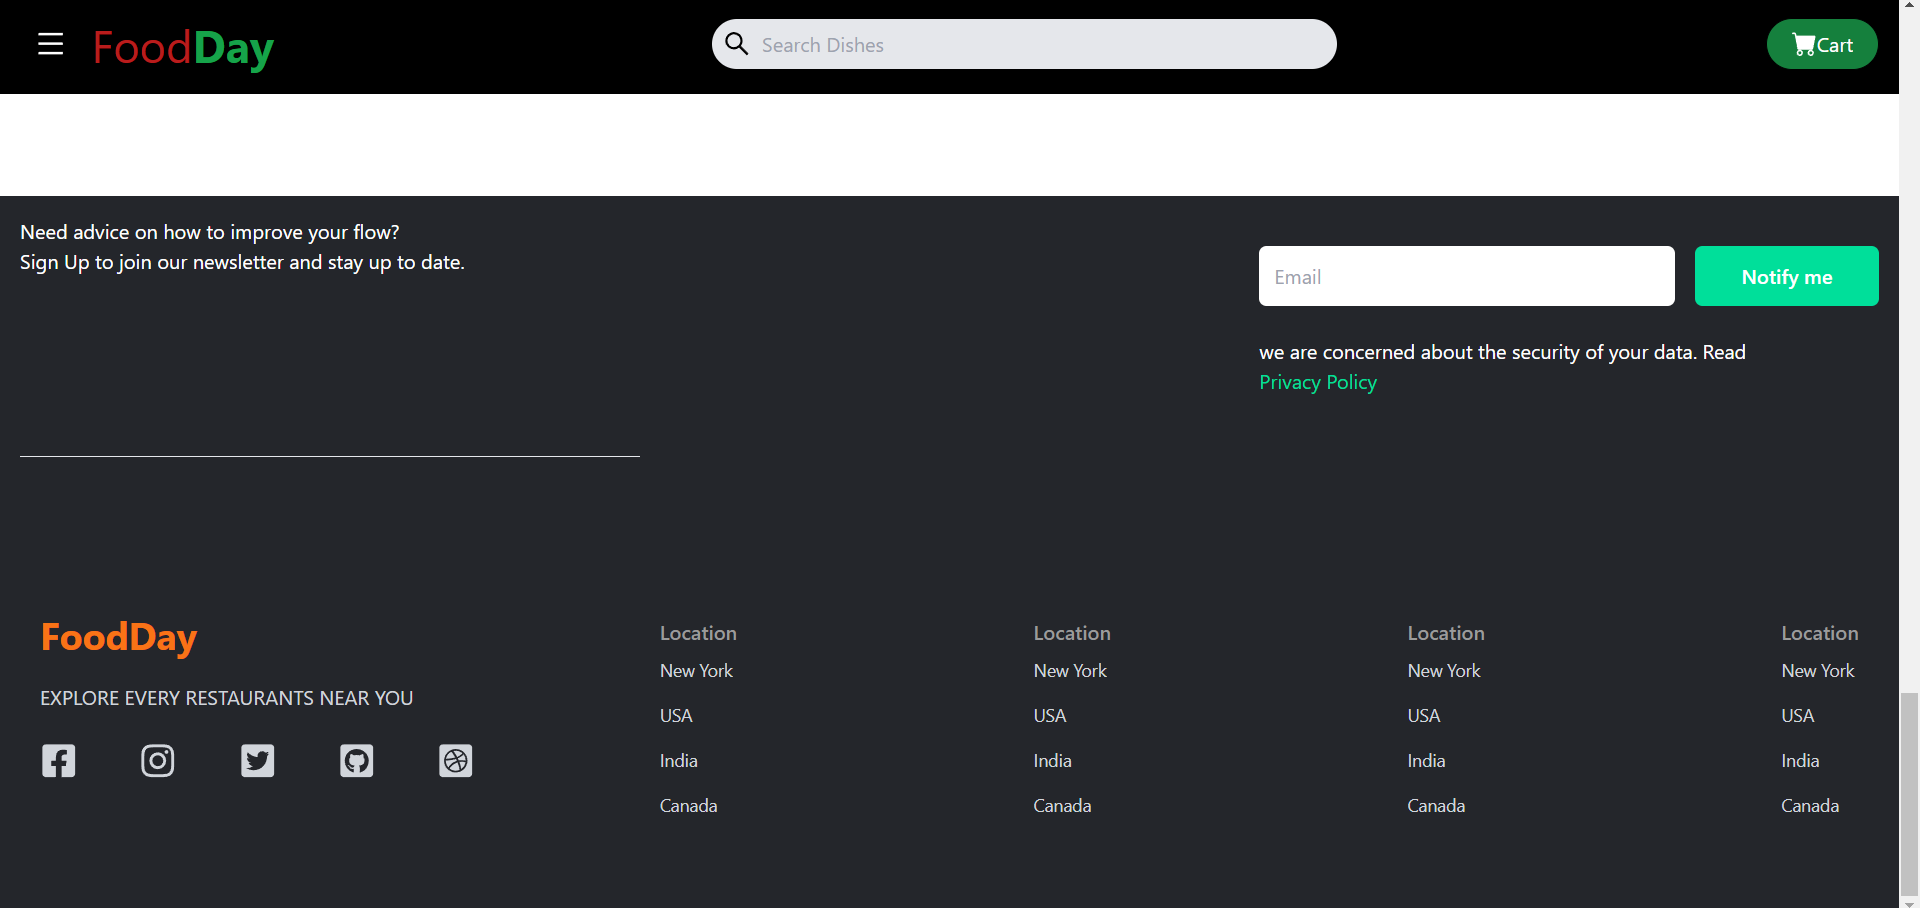 FoodDay
Search Dishes
Cart
Need advice on how to improve your flow?
Sign Up to join our newsletter and stay up to date.
Email
Notify me
we are concerned about the security of your data. Read
Privacy Policy
FoodDay
EXPLORE EVERY RESTAURANTS NEAR YOU
Location
New York
USA
India
Canada
Location
New York
USA
India
Canada
Location
New York
USA
India
Canada
Location
New York
USA
India
Canada